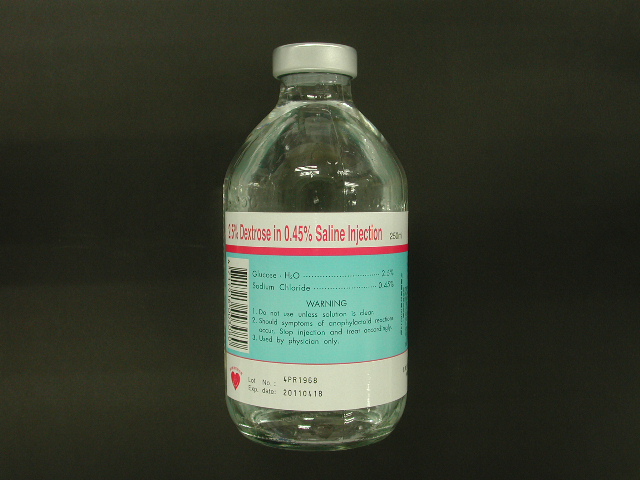 2.5% Dextrose in 0.45% Saline Injection 250ml
Glucose - H₂O ............................ 2.5%
Sodium Chloride ....................... 0.45%
WARNING
1. Do not use unless solution is clear.
2. Should symptoms of anaphylactoid reactions
occur. Stop injection and treat accordingly.
3. Used by physician only.
Lot No.: 4PR196B
Exp. date: 20110418